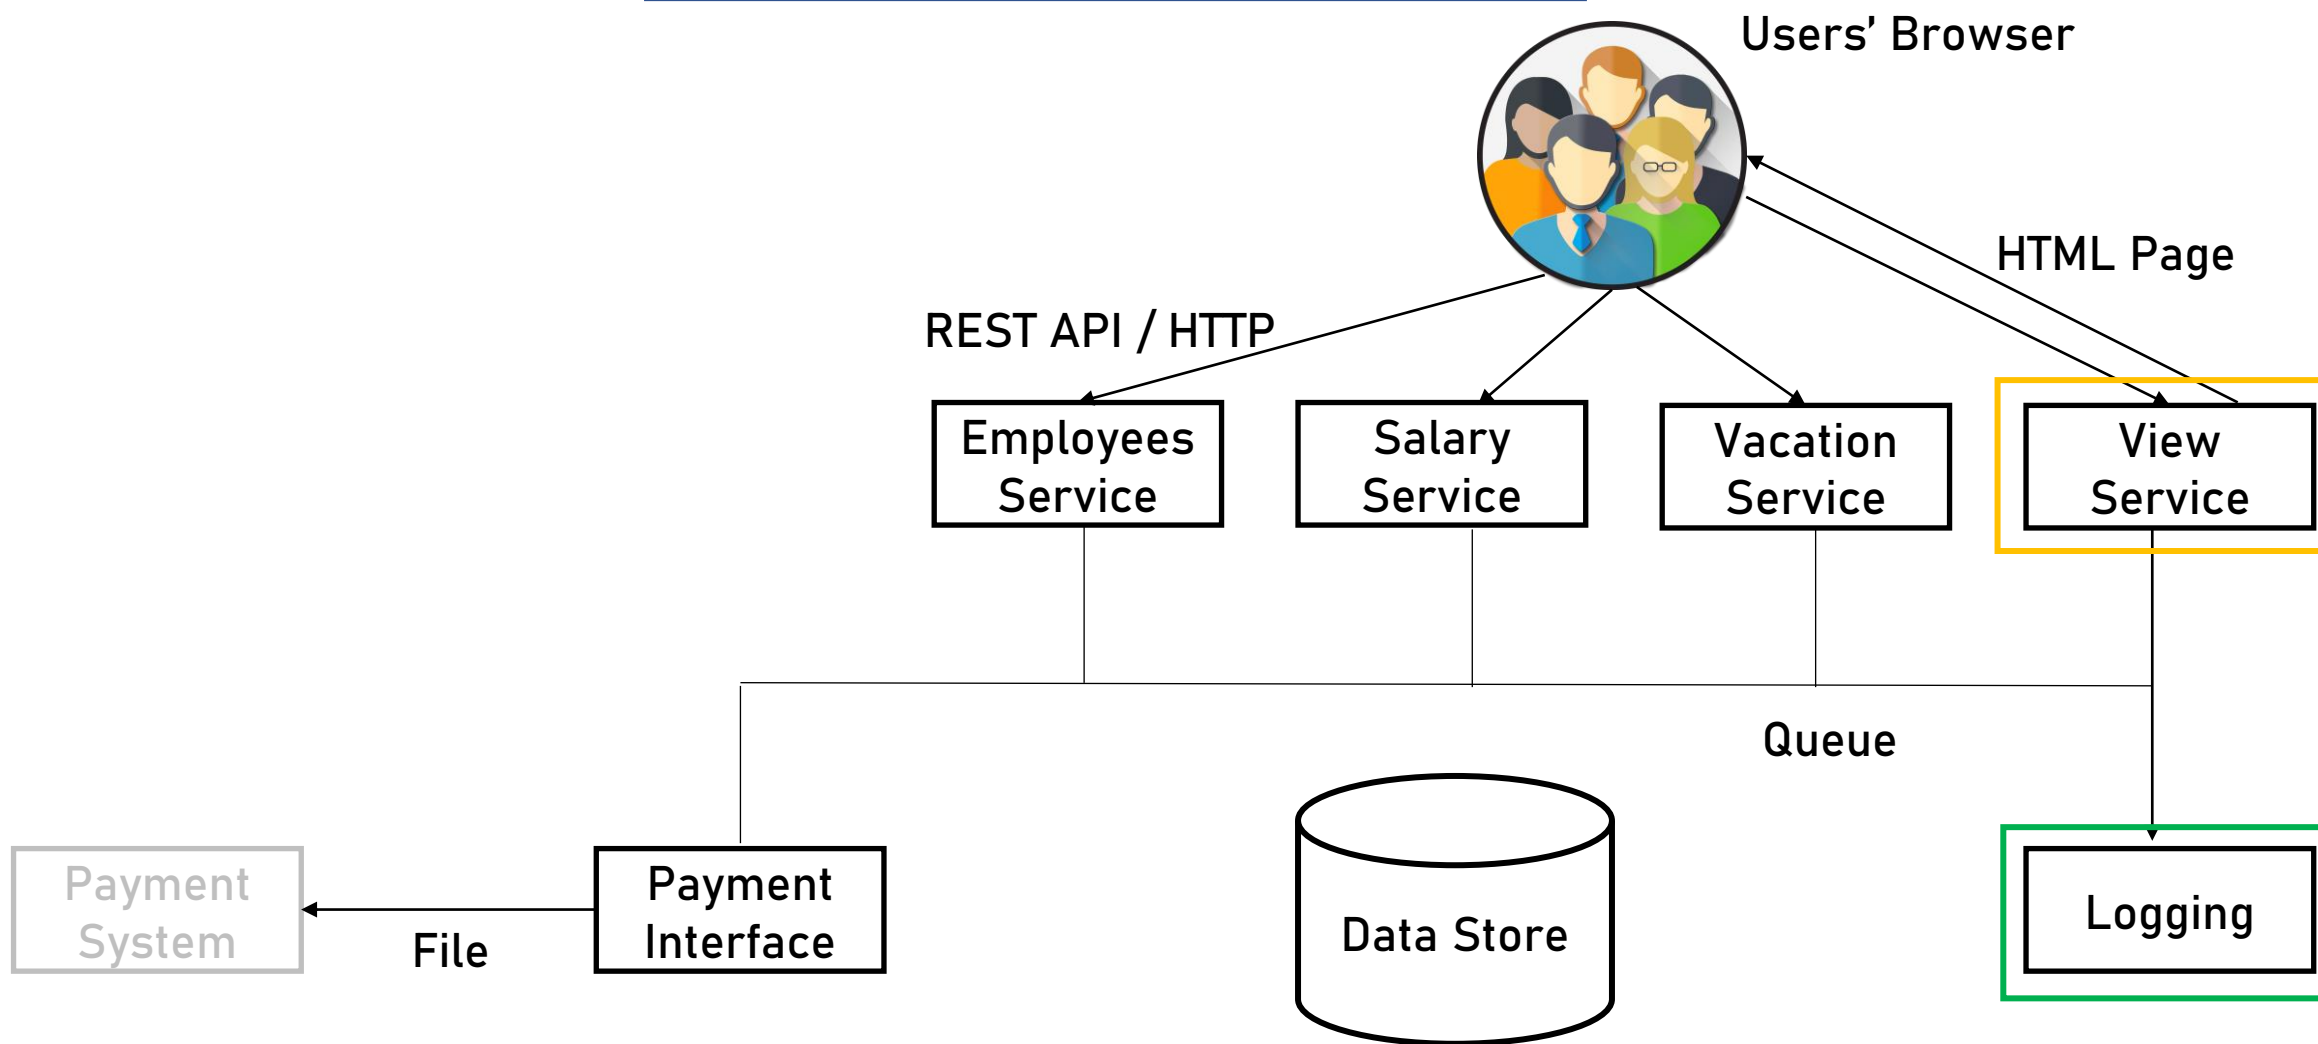 Users’ Browser
HTML Page
REST API / HTTP
Employees
Service
Salary
Service
Vacation
Service
View
Service
Queue
Payment
System
File
Payment
Interface
Data Store
Logging